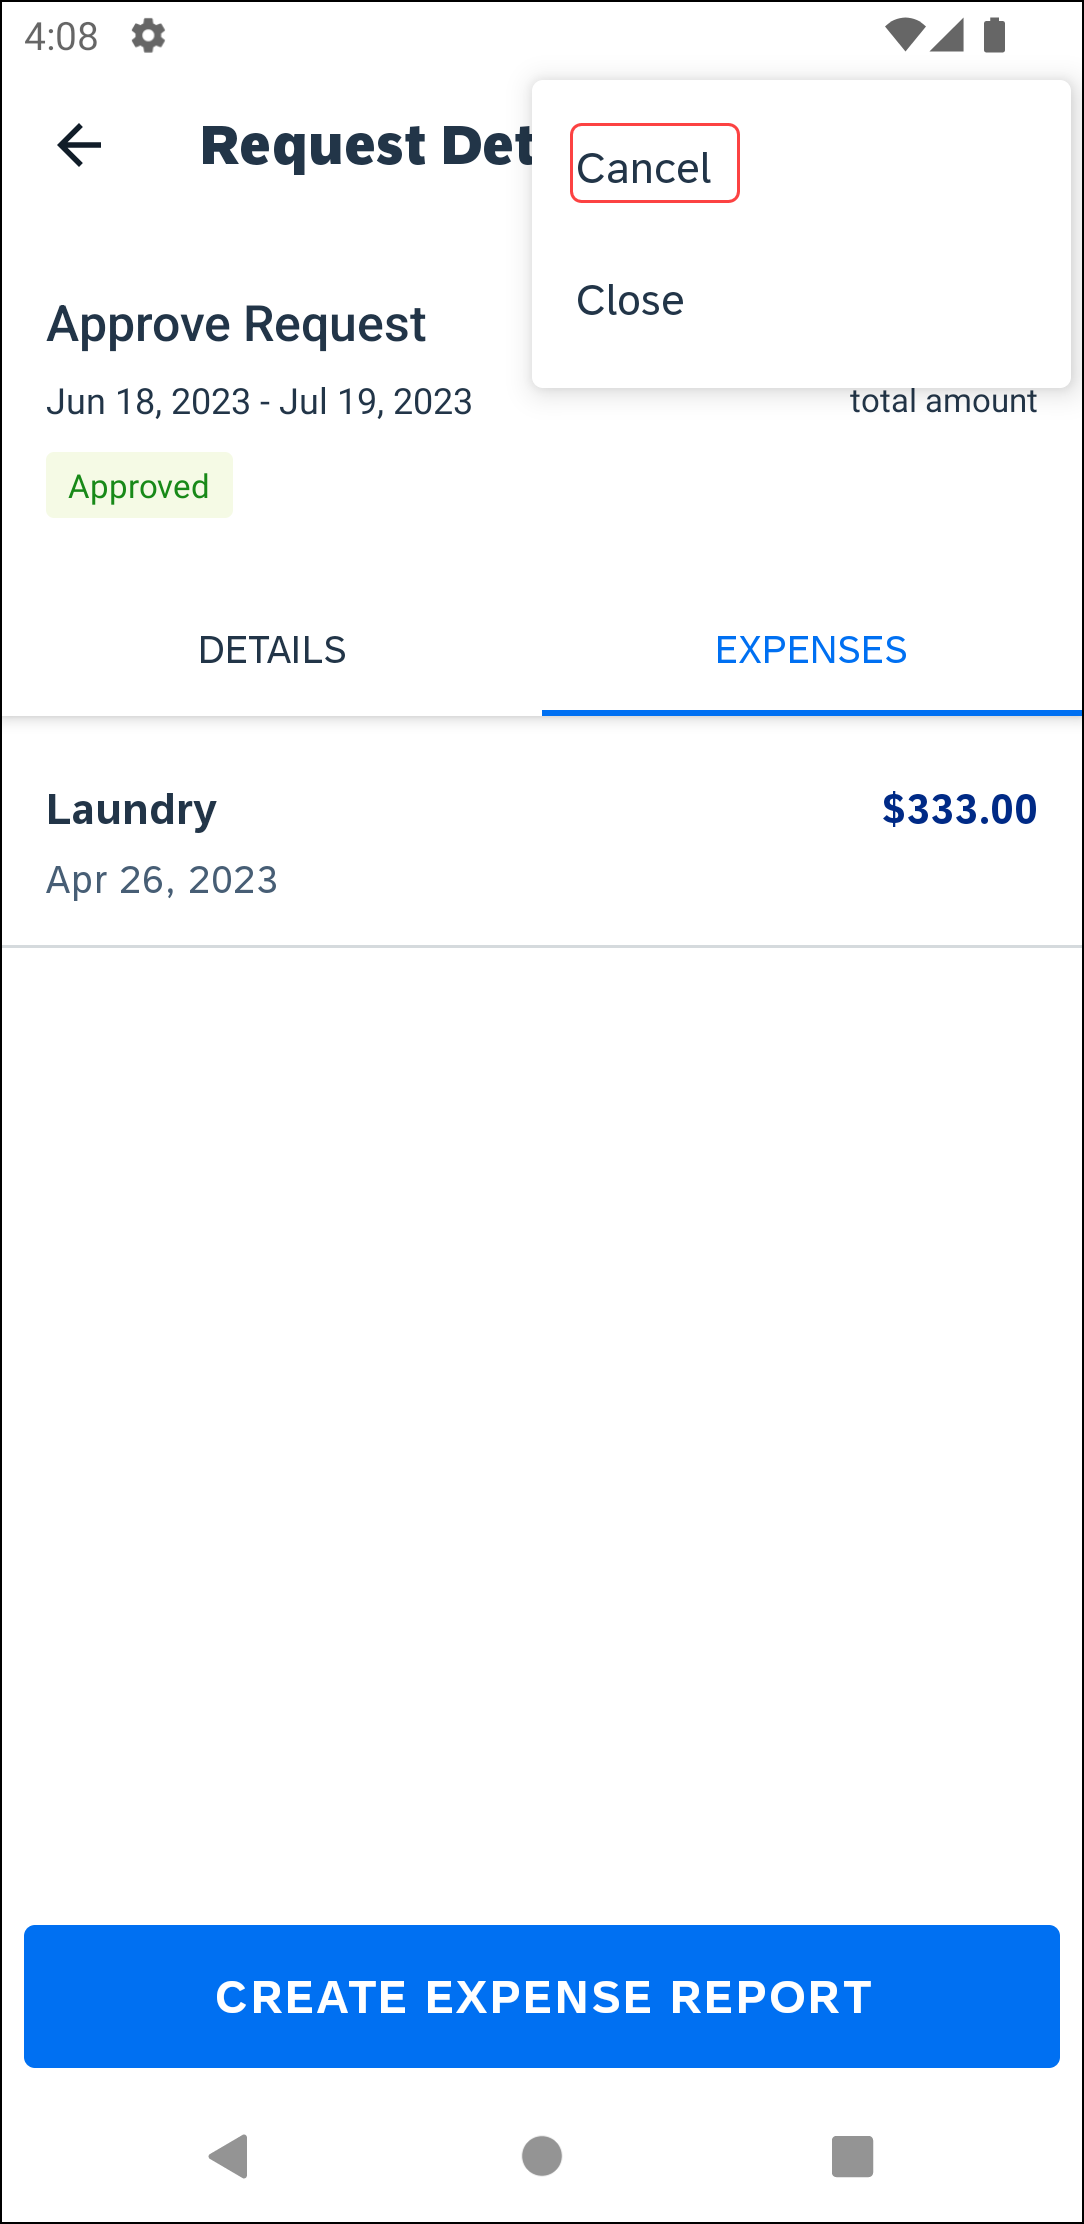 4:08
Request Det
Cancel
Close
Approve Request
Jun 18, 2023 - Jul 19, 2023
total amount
Approved
DETAILS
EXPENSES
Laundry
$333.00
Apr 26, 2023
CREATE EXPENSE REPORT